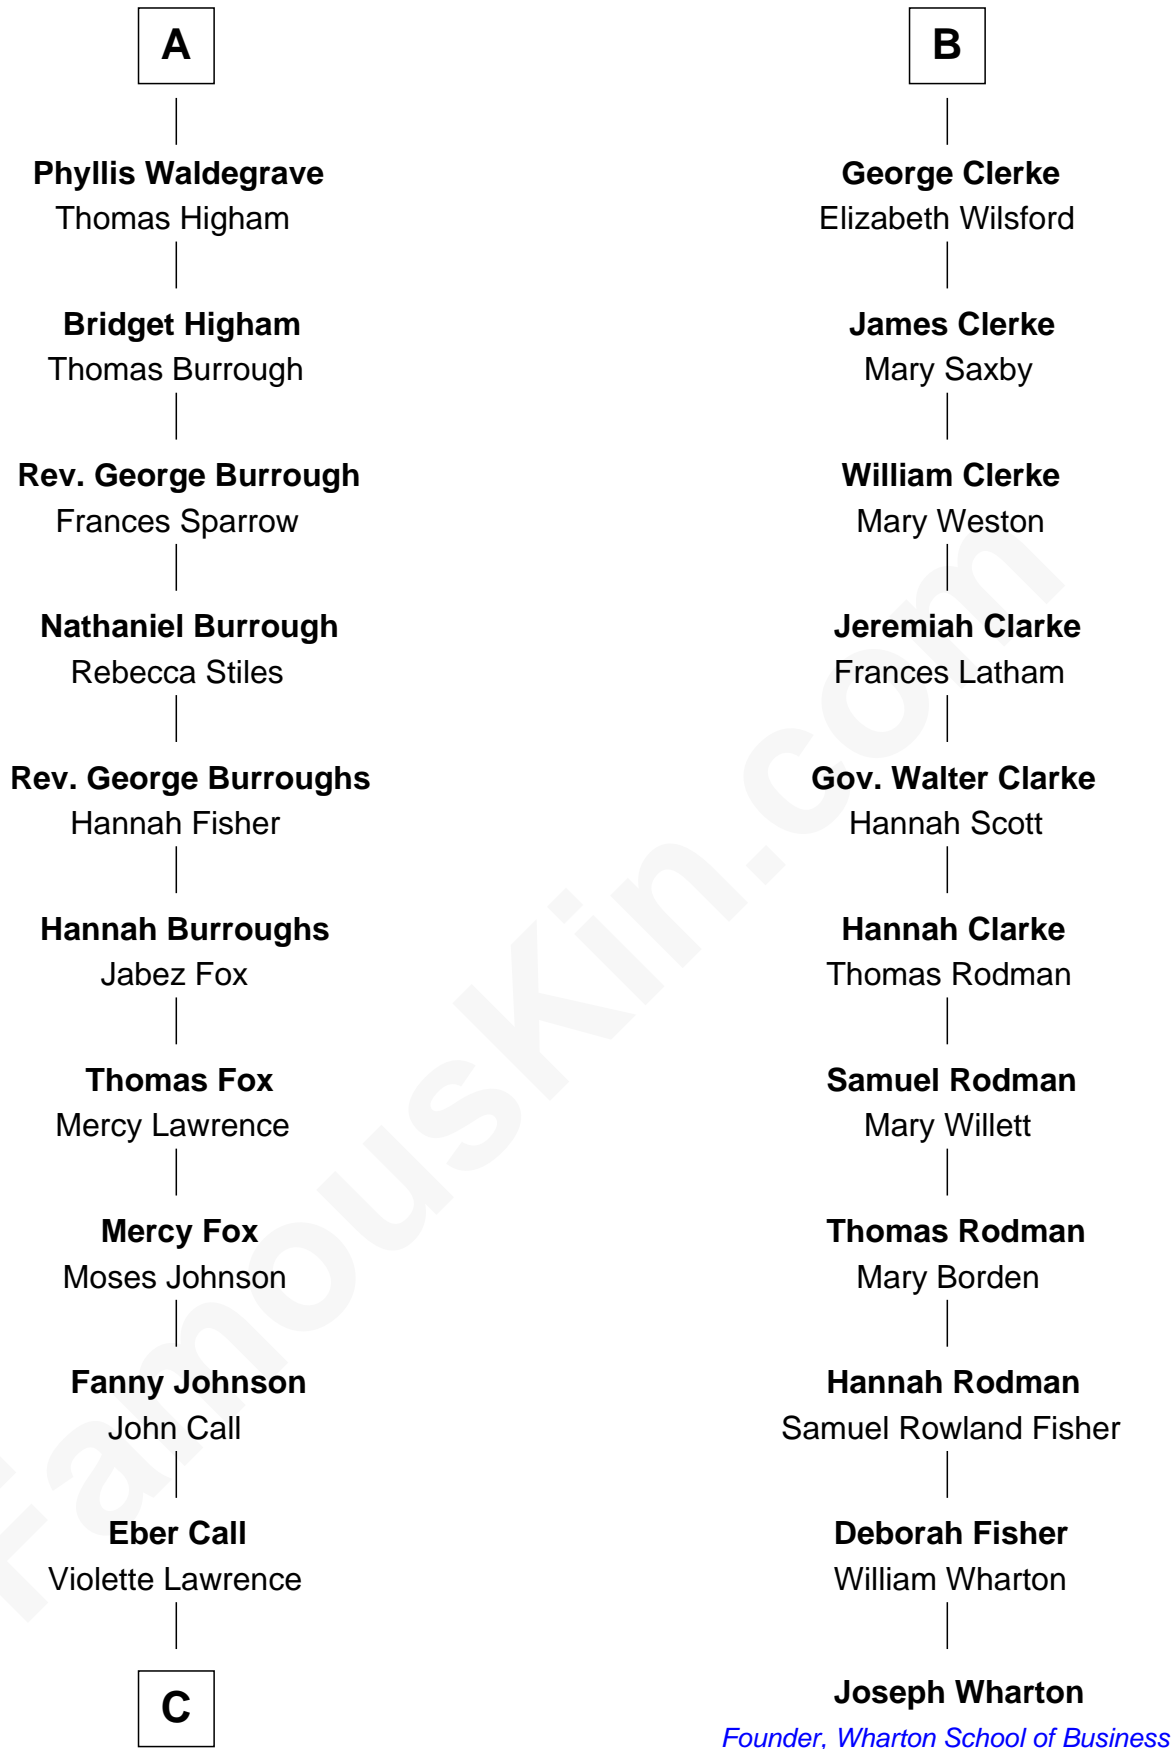 A
Phyllis Waldegrave
Thomas Higham
Bridget Higham
Thomas Burrough
Rev. George Burrough
Frances Sparrow
Nathaniel Burrough
Rebecca Stiles
Rev. George Burroughs
Hannah Fisher
Hannah Burroughs
Jabez Fox
Thomas Fox
Mercy Lawrence
Mercy Fox
Moses Johnson
Fanny Johnson
John Call
Eber Call
Violette Lawrence
C
B
George Clerke
Elizabeth Wilsford
James Clerke
Mary Saxby
William Clerke
Mary Weston
Jeremiah Clarke
Frances Latham
Gov. Walter Clarke
Hannah Scott
Hannah Clarke
Thomas Rodman
Samuel Rodman
Mary Willett
Thomas Rodman
Mary Borden
Hannah Rodman
Samuel Rowland Fisher
Deborah Fisher
William Wharton
Joseph Wharton
Founder, Wharton School of Business
FamousKin.com